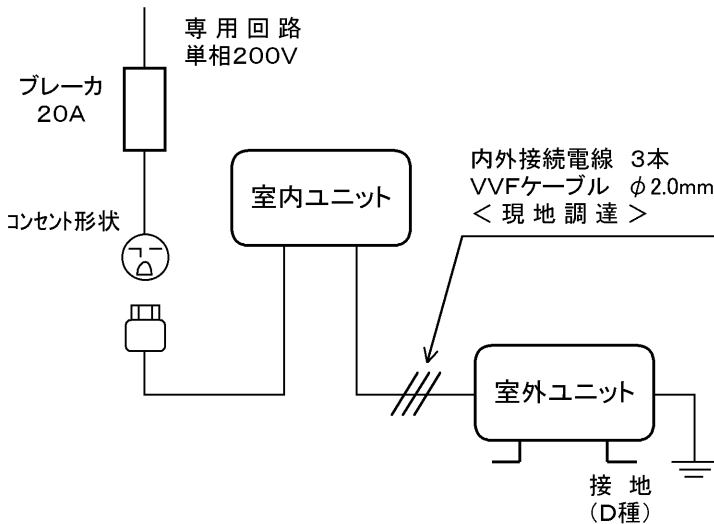 専用回路
単相200V
ブレーカ
20A
コンセント形状
室内ユニット
内外接続電線 3本
VVFケーブル φ2.0mm
<現地調達>
室外ユニット
接地
(D種)